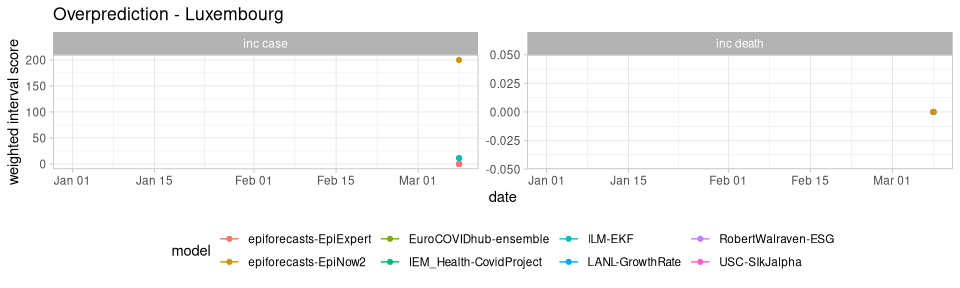 Overprediction - Luxembourg
inc case
inc death
weighted interval score
200
150
100
50
0
0.050
0.025
0.000
-0.025
-0.050
Jan 01 Jan 15 Feb 01 Feb 15 Mar 01
Jan 01 Jan 15 Feb 01 Feb 15 Mar 01
date
model
epiforecasts-EpiExpert EuroCOVIDhub-ensemble ILM-EKF RobertWalraven-ESG
epiforecasts-EpiNow2 IEM_Health-CovidProject LANL-GrowthRate USC-SIkJalpha